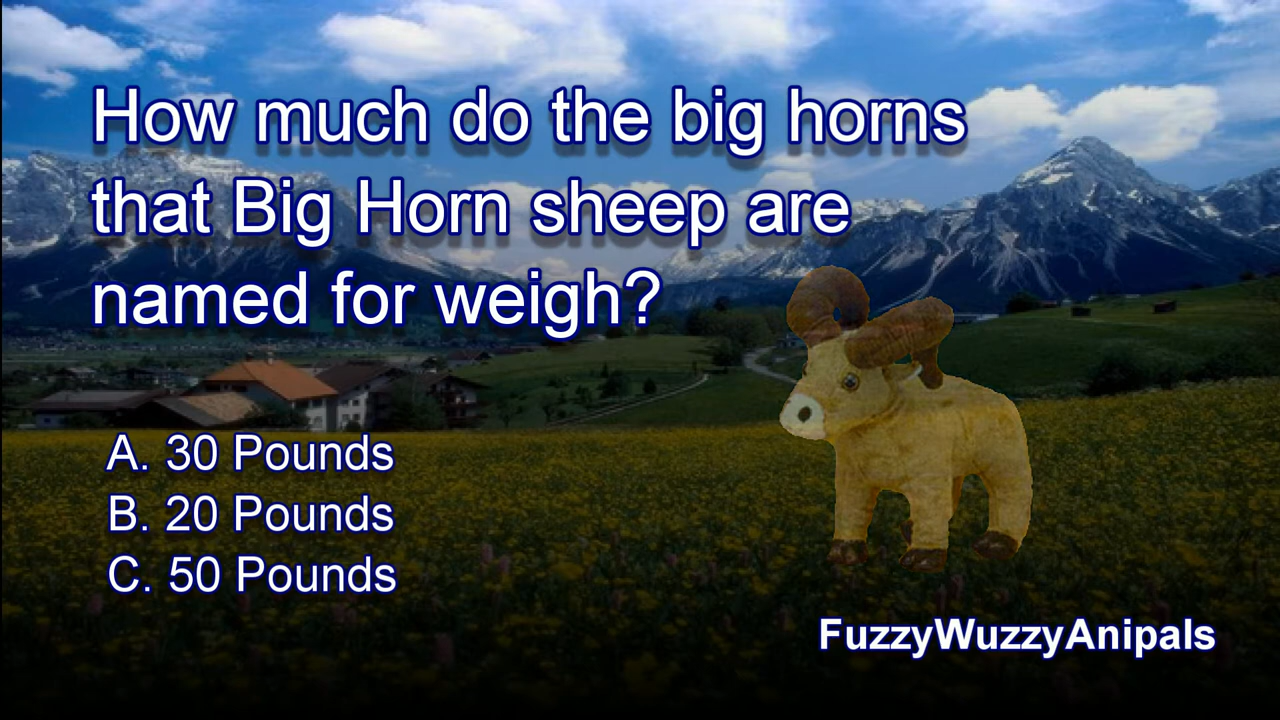 How much do the big horns
that Big Horn sheep are
named for weigh?
A. 30 Pounds
B. 20 Pounds
C. 50 Pounds
FuzzyWuzzyAnipals